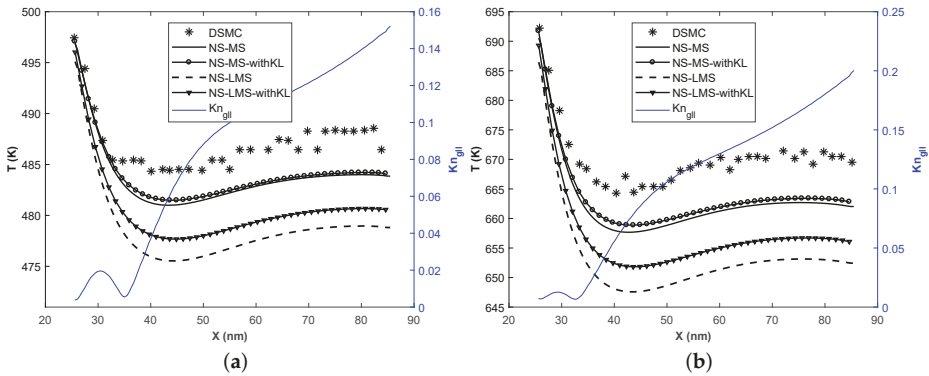 500
495
490
485
480
475
T (K)
20 30 40 50 60 70 80 90
X (nm)
0.16
0.14
0.12
0.10
0.08
0.06
0.04
0.02
0
Kn_gll
DSMC
NS-MS
NS-MS-withKL
NS-LMS
NS-LMS-withKL
Kn_gll
(a)
695
690
685
680
675
670
665
660
655
650
645
T (K)
20 30 40 50 60 70 80 90
X (nm)
0.25
0.20
0.15
0.10
0.05
0
Kn_gll
DSMC
NS-MS
NS-MS-withKL
NS-LMS
NS-LMS-withKL
Kn_gll
(b)